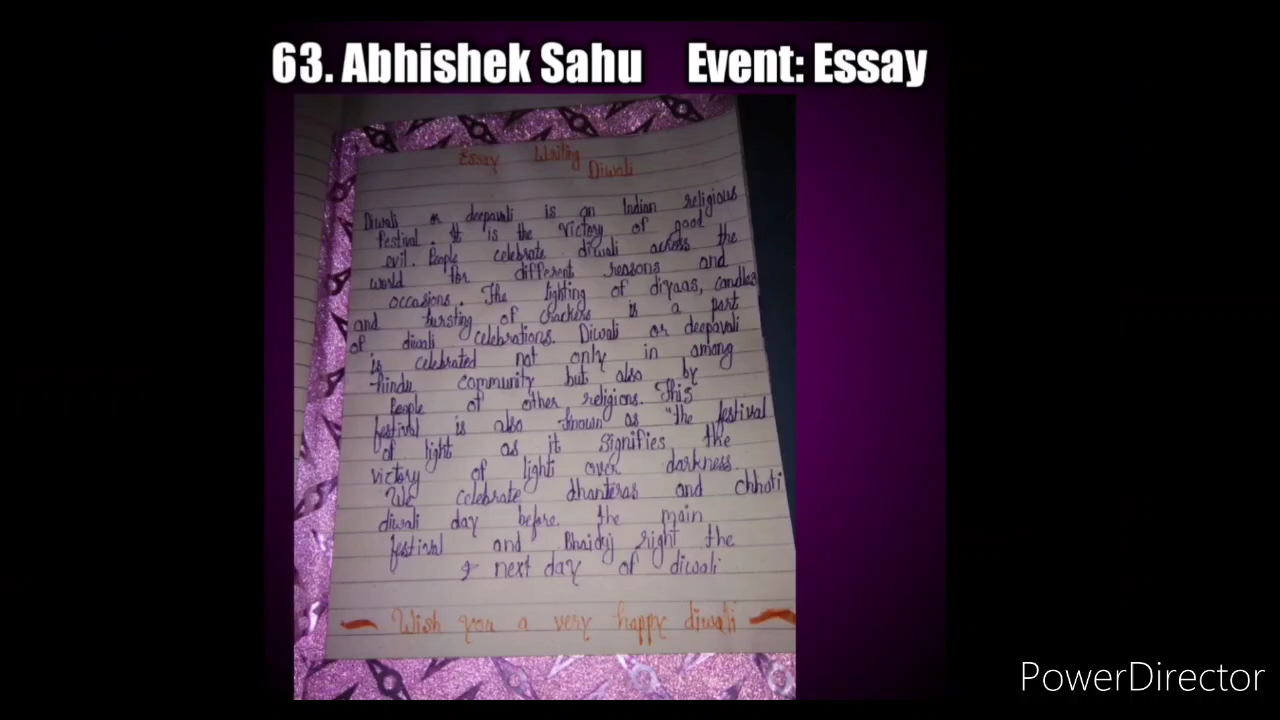 63. Abhishek Sahu Event: Essay
Essay Writing
Diwali
Diwali or deepavali is an Indian religious
festival. It is the victory of good
evil. People celebrate diwali across the
world for different reasons and
occasions. The lighting of diyaas, candles
and bursting of crackers is a part
of diwali celebrations. Diwali or deepavali
is celebrated not only in among
hindu community but also by
People of other religions. This
festival is also known as "the festival
of light as it signifies the
victory of light over darkness.
We celebrate dhanteras and chhoti
diwali day before the main
festival and Bhaiduj right the
next day of diwali
Wish you a very happy diwali
PowerDirector